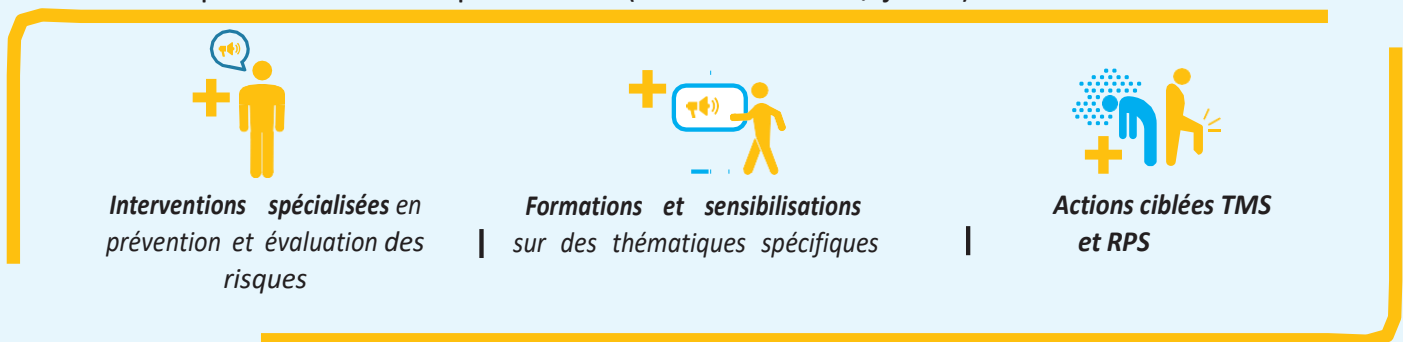 Interventions spécialisées en
prévention et évaluation des
risques
Formations et sensibilisations
sur des thématiques spécifiques
Actions ciblées TMS
et RPS